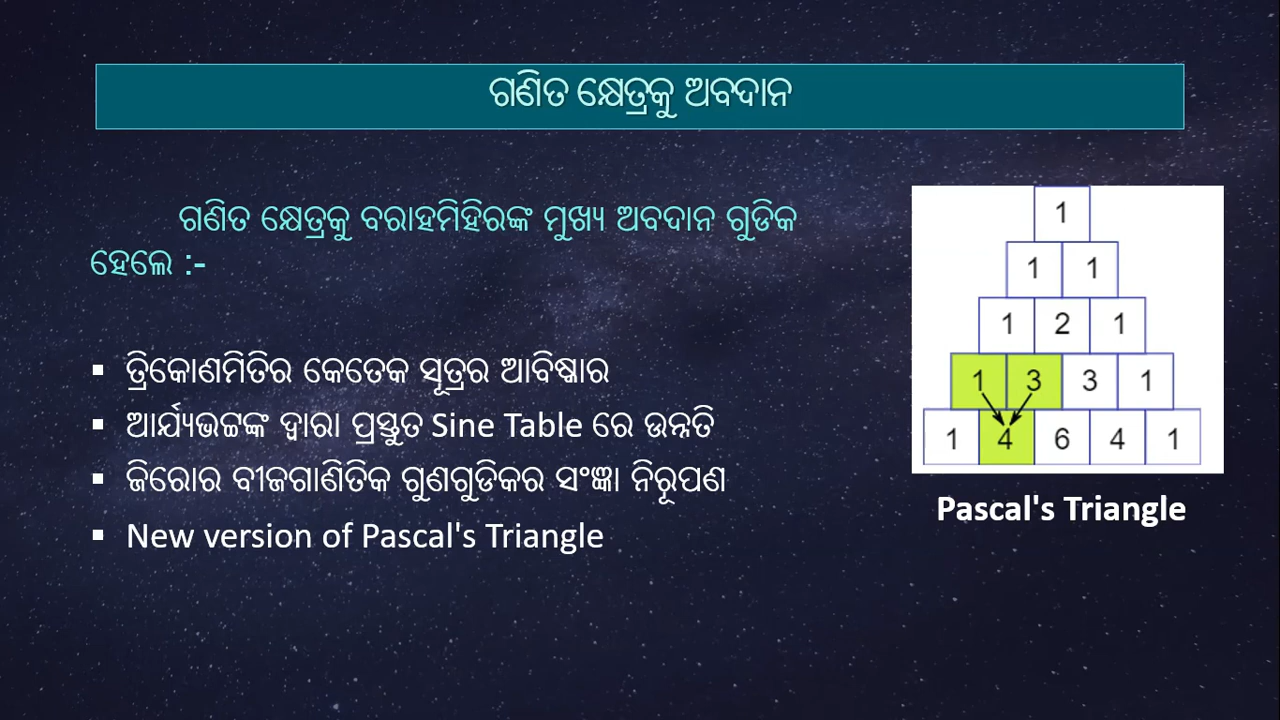 ଗଣିତ କ୍ଷେତ୍ରକୁ ଅବଦାନ
ଗଣିତ କ୍ଷେତ୍ରକୁ ବରାହମିହିରଙ୍କ ମୁଖ୍ୟ ଅବଦାନ ଗୁଡିକ
ହେଲେ :-
▪ ତ୍ରିକୋଣମିତିର କେତେକ ସୂତ୍ରର ଆବିଷ୍କାର
▪ ଆର୍ଯ୍ୟଭଟ୍ଟଙ୍କ ଦ୍ୱାରା ପ୍ରସ୍ତୁତ Sine Table ରେ ଉନ୍ନତି
▪ ଜିରୋର ବୀଜଗାଣିତିକ ଗୁଣଗୁଡିକର ସଂଜ୍ଞା ନିରୂପଣ
▪ New version of Pascal's Triangle
1
1 1
1 2 1
1 3 3 1
1 4 6 4 1
Pascal's Triangle